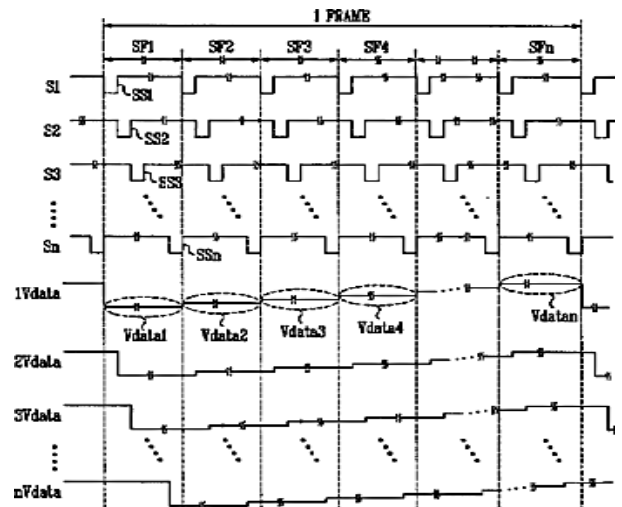 1 FRAME
SF1 SF2 SF3 SF4 SFn
S1
SS1
S2
SS2
S3
SS3
Sn
SSn
1Vdata
Vdata1 Vdata2 Vdata3 Vdata4 Vdatan
2Vdata
3Vdata
nVdata